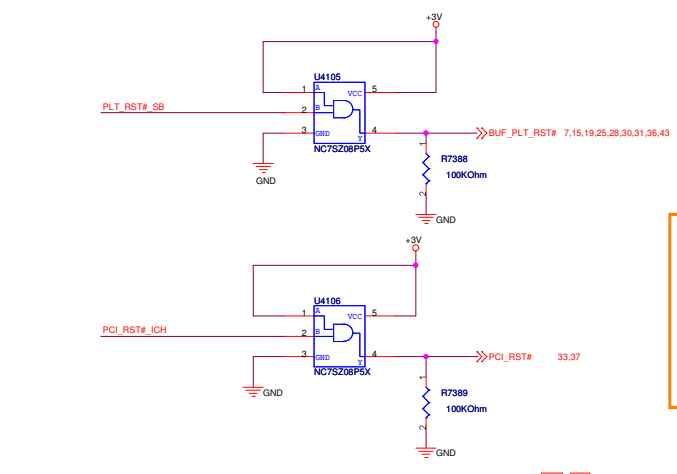 +3V
U4105
1 A VCC 5
PLT_RST#_SB 2 B
3 GND Y 4 BUF_PLT_RST# 7,15,19,25,28,30,31,36,43
NC7SZ08P5X
1
R7388
100KOhm
2
GND
GND
+3V
U4106
1 A VCC 5
PCI_RST#_ICH 2 B
3 GND Y 4 PCI_RST# 33,37
NC7SZ08P5X
1
R7389
GND
100KOhm
2
GND